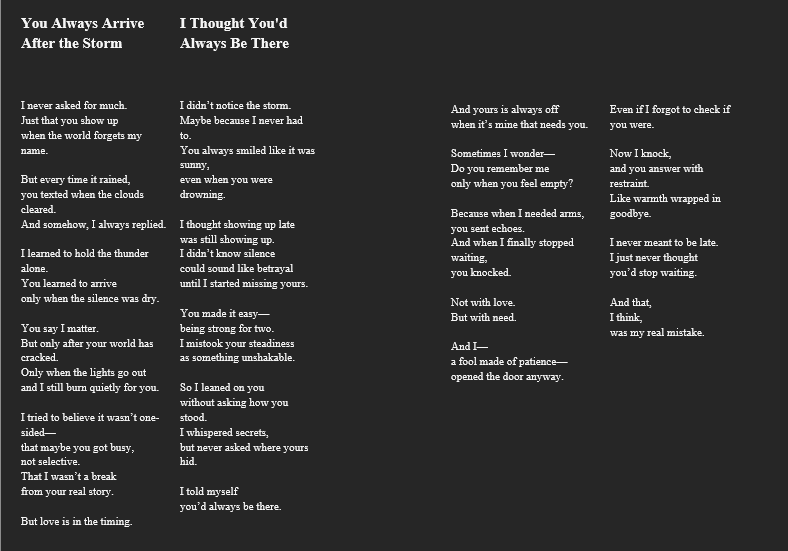 You Always Arrive
After the Storm
I never asked for much.
Just that you show up
when the world forgets my
name.
But every time it rained,
you texted when the clouds
cleared.
And somehow, I always replied.
I learned to hold the thunder
alone.
You learned to arrive
only when the silence was dry.
You say I matter.
But only after your world has
cracked.
Only when the lights go out
and I still burn quietly for you.
I tried to believe it wasn’t one-
sided—
that maybe you got busy,
not selective.
That I wasn’t a break
from your real story.
But love is in the timing.
And yours is always off
when it’s mine that needs you.
Sometimes I wonder—
Do you remember me
only when you feel empty?
Because when I needed arms,
you sent echoes.
And when I finally stopped
waiting,
you knocked.
Not with love.
But with need.
And I—
a fool made of patience—
opened the door anyway.
I Thought You'd
Always Be There
I didn’t notice the storm.
Maybe because I never had
to.
You always smiled like it was
sunny,
even when you were
drowning.
I thought showing up late
was still showing up.
I didn’t know silence
could sound like betrayal
until I started missing yours.
You made it easy—
being strong for two.
I mistook your steadiness
as something unshakable.
So I leaned on you
without asking how you
stood.
I whispered secrets,
but never asked where yours
hid.
I told myself
you’d always be there.
Even if I forgot to check if
you were.
Now I knock,
and you answer with
restraint.
Like warmth wrapped in
goodbye.
I never meant to be late.
I just never thought
you’d stop waiting.
And that,
I think,
was my real mistake.